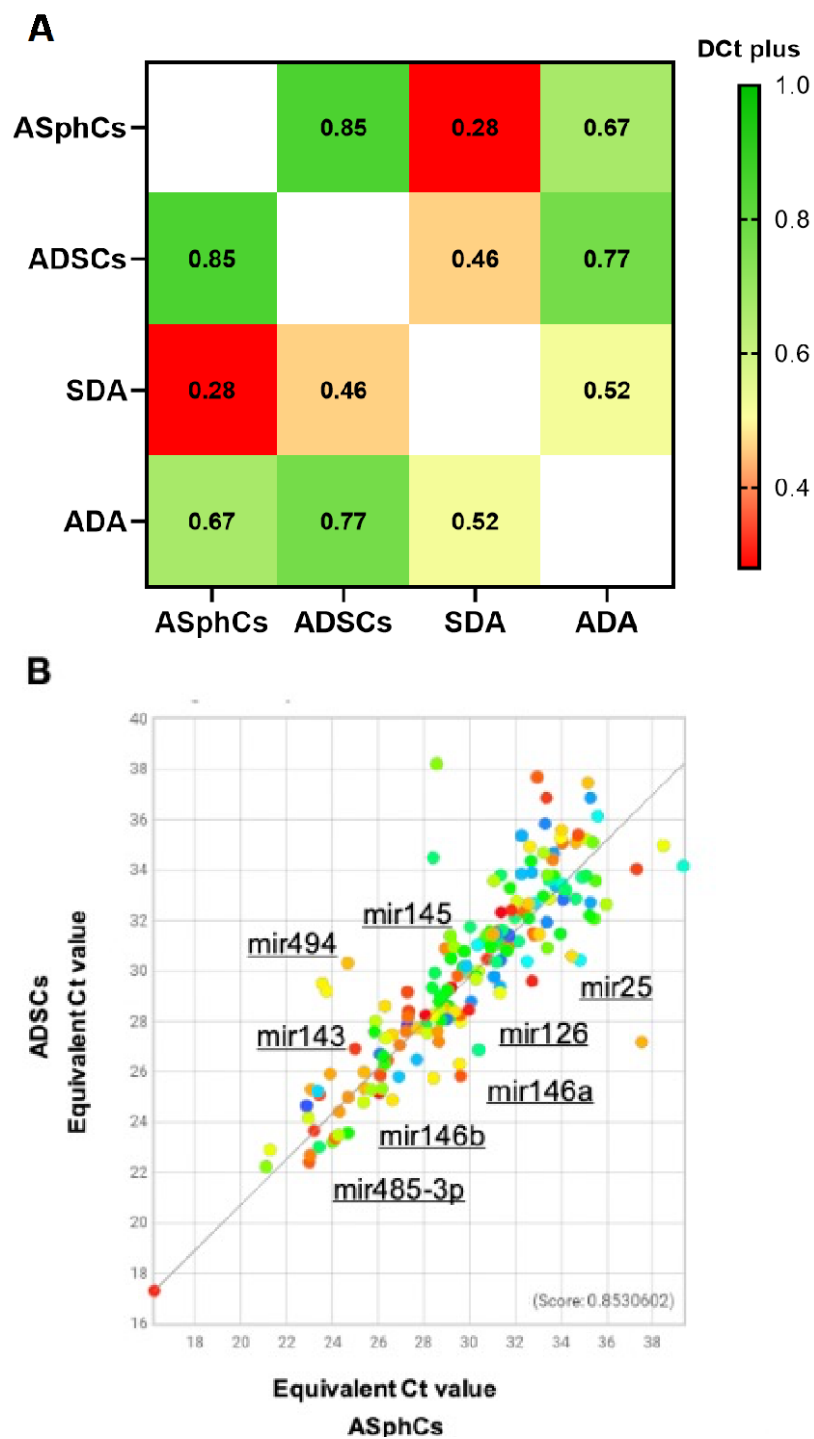 A
DCt plus
1.0
ASphCs
0.85
0.28
0.67
ADSCs
0.85
0.46
0.77
0.8
SDA
0.28
0.46
0.52
0.6
ADA
0.67
0.77
0.52
0.4
ASphCs ADSCs SDA ADA
B
40
38
36
34
32
30
28
26
24
22
20
18
16
ADSCs
Equivalent Ct value
mir145
mir494
mir25
mir143
mir126
mir146a
mir146b
mir485-3p
(Score: 0.8530602)
18 20 22 24 26 28 30 32 34 36 38
Equivalent Ct value
ASphCs